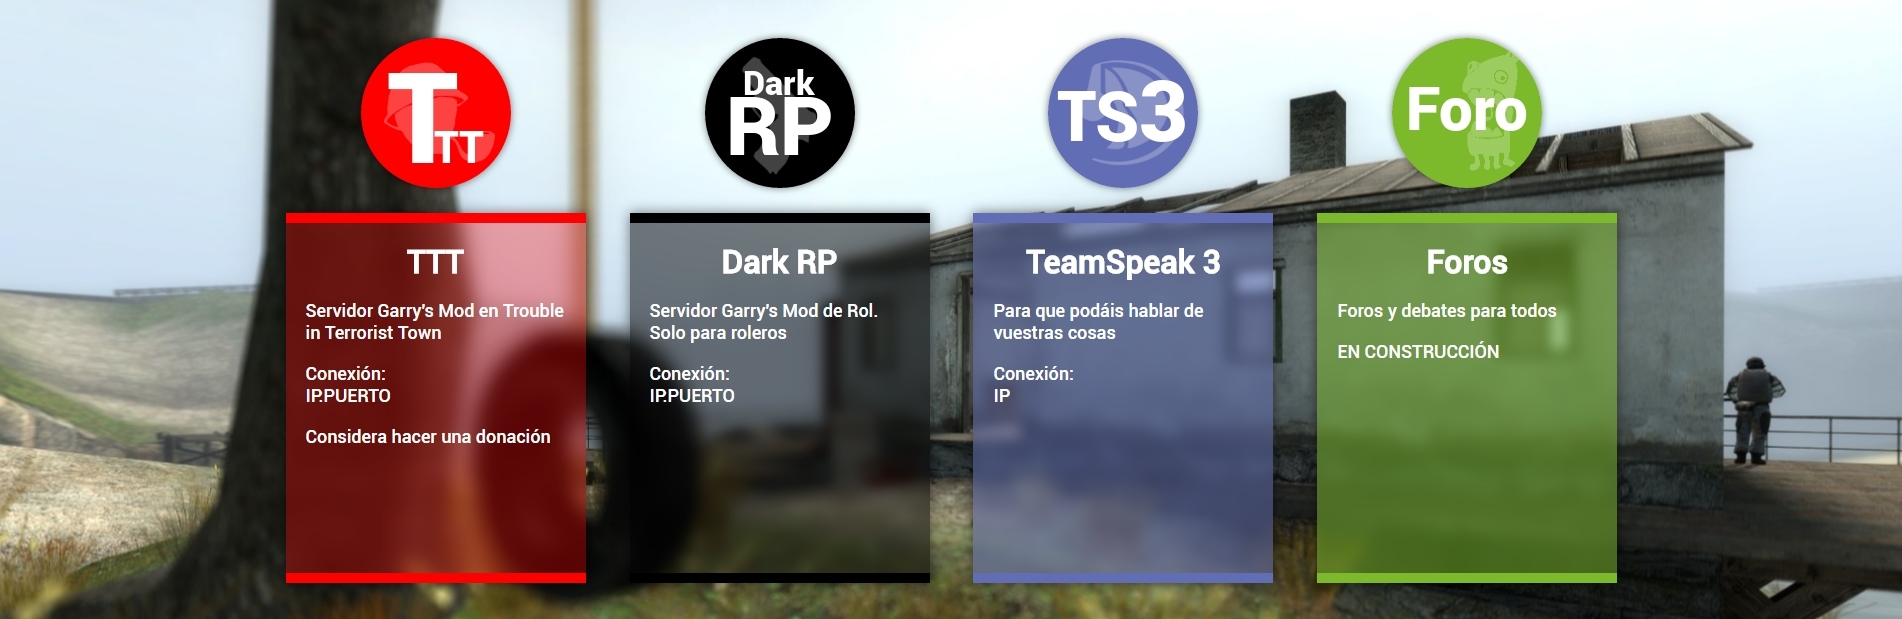 TTT
Dark
RP
TS3
Foro
TTT
Servidor Garry's Mod en Trouble
in Terrorist Town
Conexión:
IP:PUERTO
Considera hacer una donación
Dark RP
Servidor Garry's Mod de Rol.
Solo para roleros
Conexión:
IP:PUERTO
TeamSpeak 3
Para que podáis hablar de
vuestras cosas
Conexión:
IP
Foros
Foros y debates para todos
EN CONSTRUCCIÓN